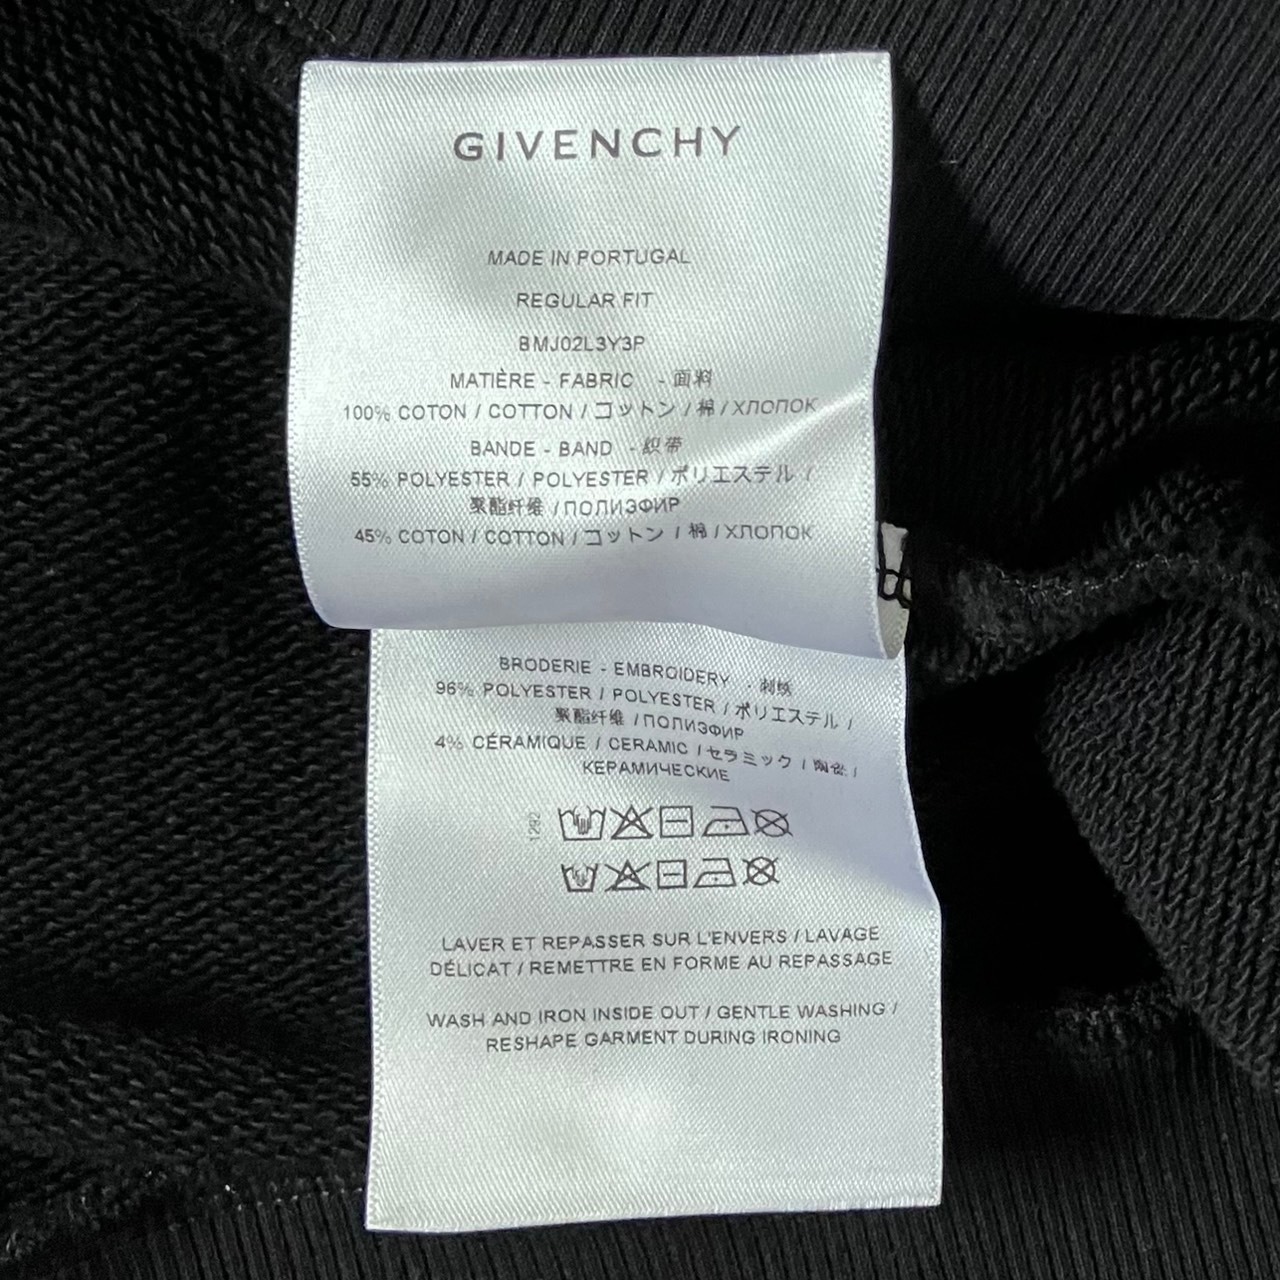 GIVENCHY
MADE IN PORTUGAL
REGULAR FIT
BMJ02L3Y3P
MATIÈRE - FABRIC - 面料
100% COTON / COTTON / コットン / 棉 / ХЛОПОК
BANDE - BAND - 织带
55% POLYESTER / POLYESTER / ポリエステル /
聚酯纤维 / ПОЛИЭФИР
45% COTON / COTTON / コットン / 棉 / ХЛОПОК
BRODERIE - EMBROIDERY - 刺绣
96% POLYESTER / POLYESTER / ポリエステル /
聚酯纤维 / ПОЛИЭФИР
4% CÉRAMIQUE / CERAMIC / セラミック / 陶瓷 /
КЕРАМИЧЕСКИЕ
1292
LAVER ET REPASSER SUR L'ENVERS / LAVAGE
DÉLICAT / REMETTRE EN FORME AU REPASSAGE
WASH AND IRON INSIDE OUT / GENTLE WASHING /
RESHAPE GARMENT DURING IRONING